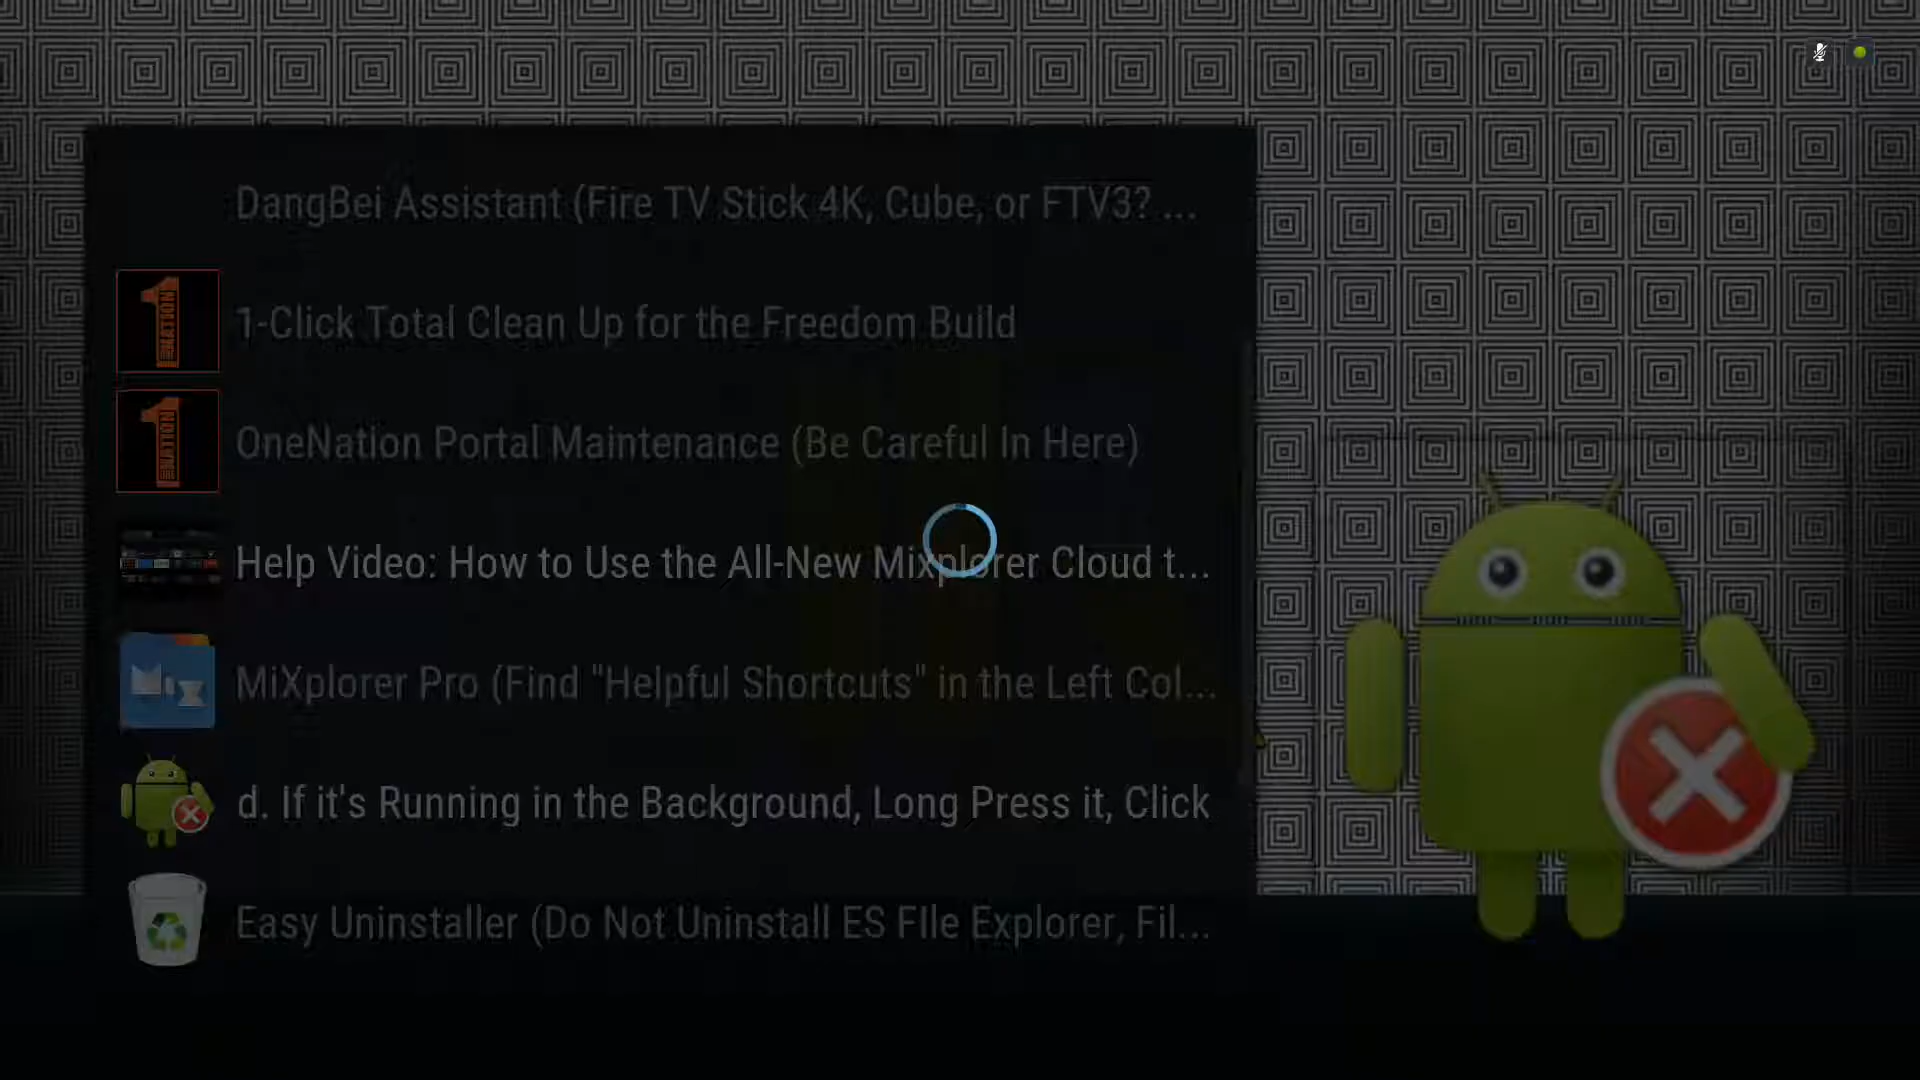 DangBei Assistant (Fire TV Stick 4K, Cube, or FTV3? ...
1-Click Total Clean Up for the Freedom Build
OneNation Portal Maintenance (Be Careful In Here)
Help Video: How to Use the All-New Mixplorer Cloud t...
MiXplorer Pro (Find "Helpful Shortcuts" in the Left Col...
d. If it's Running in the Background, Long Press it, Click
Easy Uninstaller (Do Not Uninstall ES FIle Explorer, Fil...